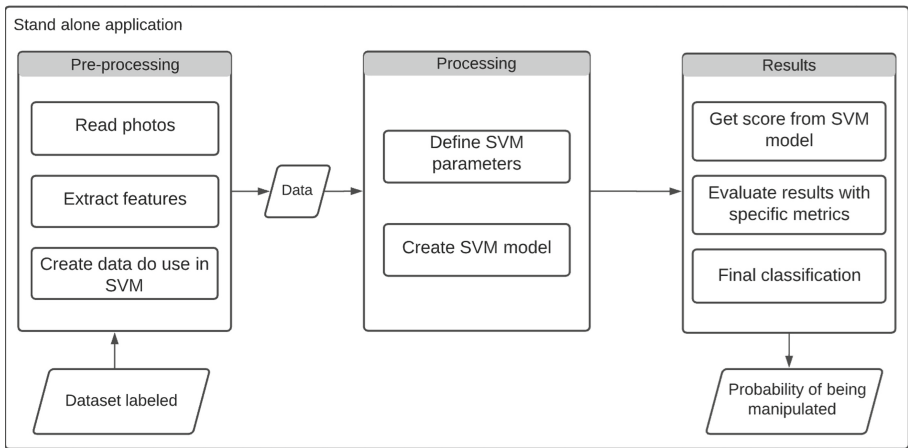 Stand alone application
Pre-processing
Read photos
Extract features
Create data do use in
SVM
Dataset labeled
Data
Processing
Define SVM
parameters
Create SVM model
Results
Get score from SVM
model
Evaluate results with
specific metrics
Final classification
Probability of being
manipulated